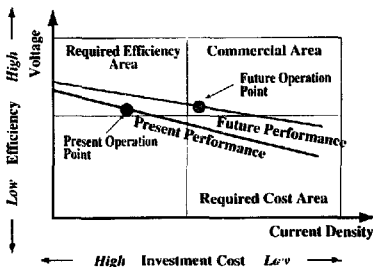 High
Voltage
Efficiency
Low
Required Efficiency
Area
Commercial Area
Future Operation
Point
Present Operation
Point
Present Performance
Future Performance
Required Cost Area
Current Density
High Investment Cost Low